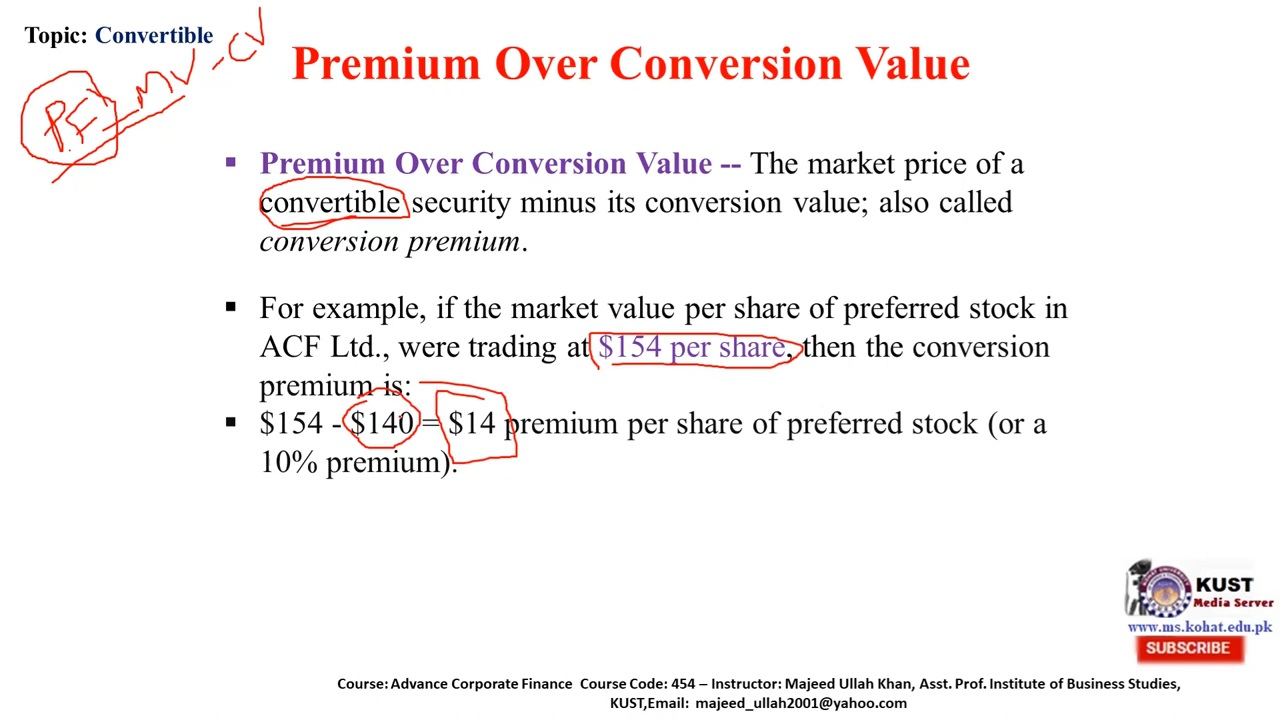 Topic: Convertible
Premium Over Conversion Value
MV - CV
▪ Premium Over Conversion Value -- The market price of a
convertible security minus its conversion value; also called
conversion premium.
▪ For example, if the market value per share of preferred stock in
ACF Ltd., were trading at $154 per share, then the conversion
premium is:
▪ $154 - $140 = $14 premium per share of preferred stock (or a
10% premium).
KUST
Media Server
www.ms.kohat.edu.pk
SUBSCRIBE
Course: Advance Corporate Finance Course Code: 454 – Instructor: Majeed Ullah Khan, Asst. Prof. Institute of Business Studies,
KUST,Email: majeed_ullah2001@yahoo.com